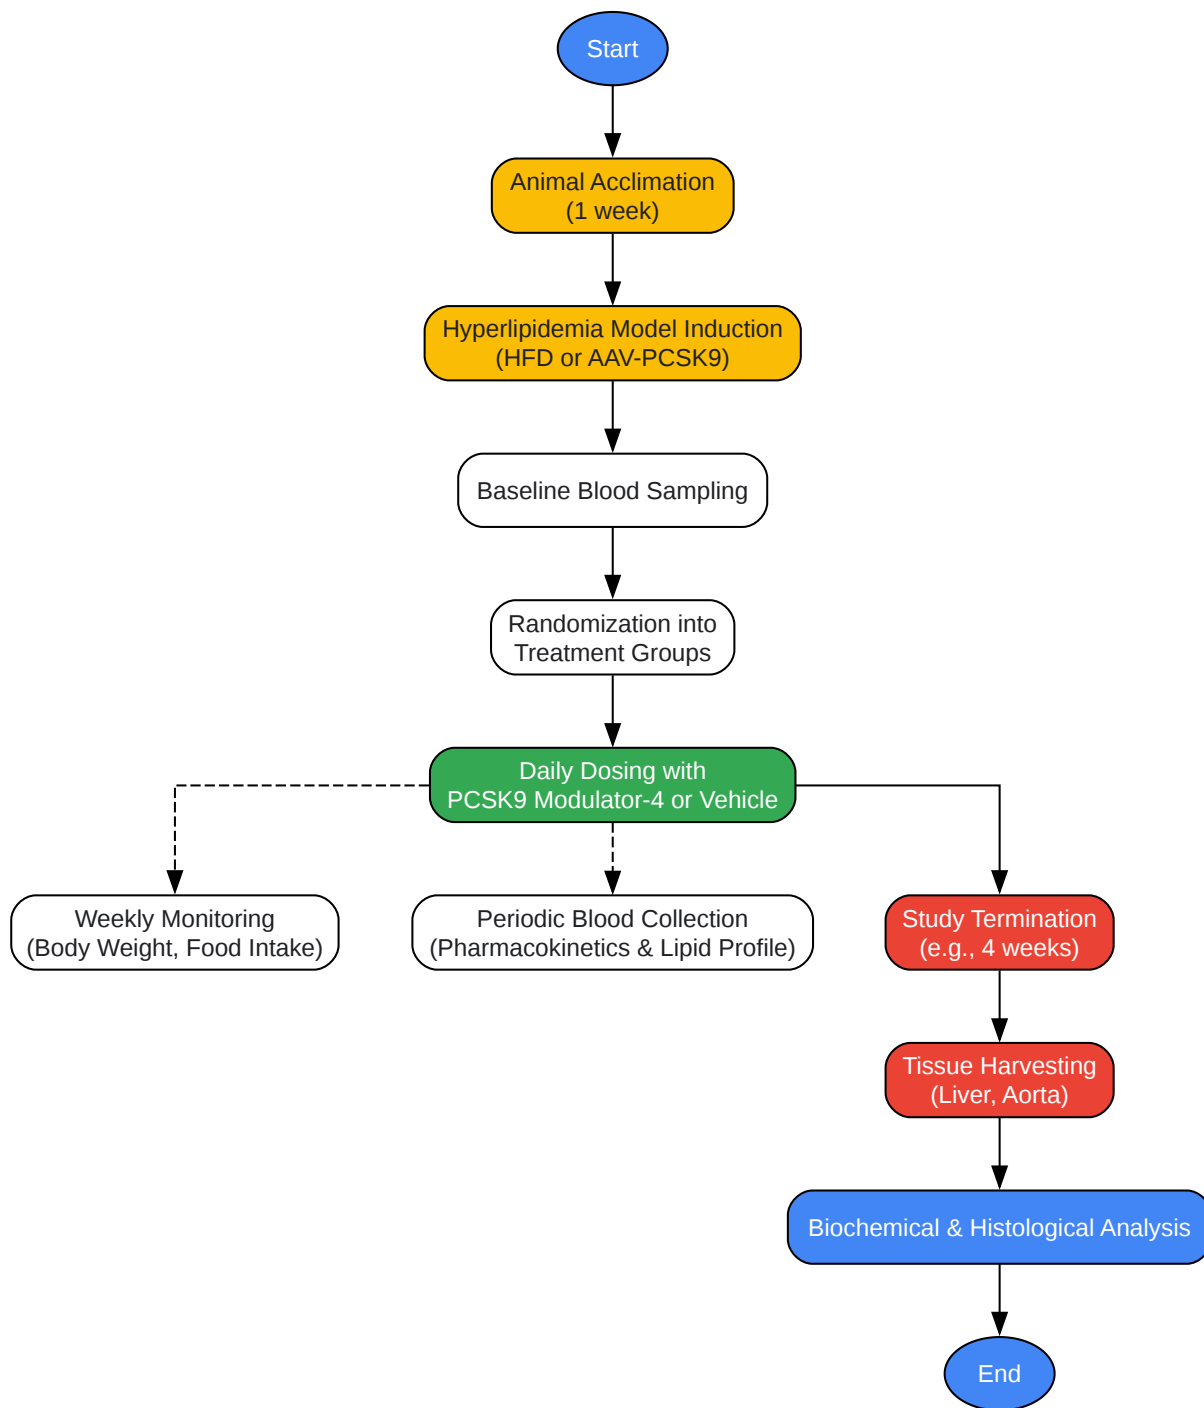 Start
Animal Acclimation
(1 week)
Hyperlipidemia Model Induction
(HFD or AAV-PCSK9)
Baseline Blood Sampling
Randomization into
Treatment Groups
Daily Dosing with
PCSK9 Modulator-4 or Vehicle
Weekly Monitoring
(Body Weight, Food Intake)
Periodic Blood Collection
(Pharmacokinetics & Lipid Profile)
Study Termination
(e.g., 4 weeks)
Tissue Harvesting
(Liver, Aorta)
Biochemical & Histological Analysis
End